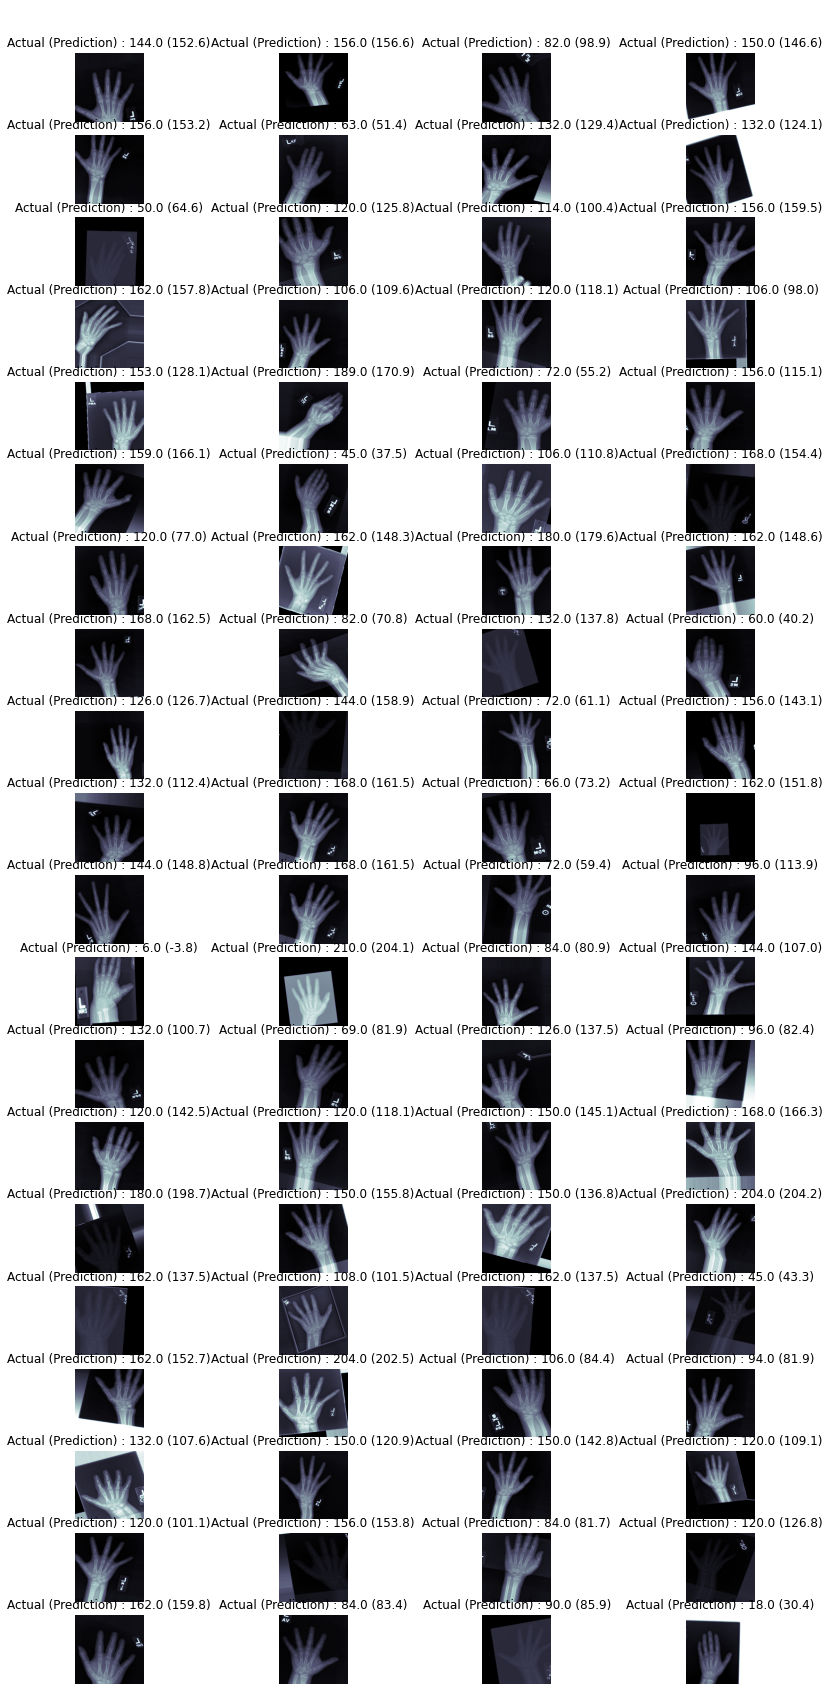 Actual (Prediction) : 144.0 (152.6) Actual (Prediction) : 156.0 (156.6) Actual (Prediction) : 82.0 (98.9) Actual (Prediction) : 150.0 (146.6)
Actual (Prediction) : 156.0 (153.2) Actual (Prediction) : 63.0 (51.4) Actual (Prediction) : 132.0 (129.4) Actual (Prediction) : 132.0 (124.1)
Actual (Prediction) : 50.0 (64.6) Actual (Prediction) : 120.0 (125.8) Actual (Prediction) : 114.0 (100.4) Actual (Prediction) : 156.0 (159.5)
Actual (Prediction) : 162.0 (157.8) Actual (Prediction) : 106.0 (109.6) Actual (Prediction) : 120.0 (118.1) Actual (Prediction) : 106.0 (98.0)
Actual (Prediction) : 153.0 (128.1) Actual (Prediction) : 189.0 (170.9) Actual (Prediction) : 72.0 (55.2) Actual (Prediction) : 156.0 (115.1)
Actual (Prediction) : 159.0 (166.1) Actual (Prediction) : 45.0 (37.5) Actual (Prediction) : 106.0 (110.8) Actual (Prediction) : 168.0 (154.4)
Actual (Prediction) : 120.0 (77.0) Actual (Prediction) : 162.0 (148.3) Actual (Prediction) : 180.0 (179.6) Actual (Prediction) : 162.0 (148.6)
Actual (Prediction) : 168.0 (162.5) Actual (Prediction) : 82.0 (70.8) Actual (Prediction) : 132.0 (137.8) Actual (Prediction) : 60.0 (40.2)
Actual (Prediction) : 126.0 (126.7) Actual (Prediction) : 144.0 (158.9) Actual (Prediction) : 72.0 (61.1) Actual (Prediction) : 156.0 (143.1)
Actual (Prediction) : 132.0 (112.4) Actual (Prediction) : 168.0 (161.5) Actual (Prediction) : 66.0 (73.2) Actual (Prediction) : 162.0 (151.8)
Actual (Prediction) : 144.0 (148.8) Actual (Prediction) : 168.0 (161.5) Actual (Prediction) : 72.0 (59.4) Actual (Prediction) : 96.0 (113.9)
Actual (Prediction) : 6.0 (-3.8) Actual (Prediction) : 210.0 (204.1) Actual (Prediction) : 84.0 (80.9) Actual (Prediction) : 144.0 (107.0)
Actual (Prediction) : 132.0 (100.7) Actual (Prediction) : 69.0 (81.9) Actual (Prediction) : 126.0 (137.5) Actual (Prediction) : 96.0 (82.4)
Actual (Prediction) : 120.0 (142.5) Actual (Prediction) : 120.0 (118.1) Actual (Prediction) : 150.0 (145.1) Actual (Prediction) : 168.0 (166.3)
Actual (Prediction) : 180.0 (198.7) Actual (Prediction) : 150.0 (155.8) Actual (Prediction) : 150.0 (136.8) Actual (Prediction) : 204.0 (204.2)
Actual (Prediction) : 162.0 (137.5) Actual (Prediction) : 108.0 (101.5) Actual (Prediction) : 162.0 (137.5) Actual (Prediction) : 45.0 (43.3)
Actual (Prediction) : 162.0 (152.7) Actual (Prediction) : 204.0 (202.5) Actual (Prediction) : 106.0 (84.4) Actual (Prediction) : 94.0 (81.9)
Actual (Prediction) : 132.0 (107.6) Actual (Prediction) : 150.0 (120.9) Actual (Prediction) : 150.0 (142.8) Actual (Prediction) : 120.0 (109.1)
Actual (Prediction) : 120.0 (101.1) Actual (Prediction) : 156.0 (153.8) Actual (Prediction) : 84.0 (81.7) Actual (Prediction) : 120.0 (126.8)
Actual (Prediction) : 162.0 (159.8) Actual (Prediction) : 84.0 (83.4) Actual (Prediction) : 90.0 (85.9) Actual (Prediction) : 18.0 (30.4)